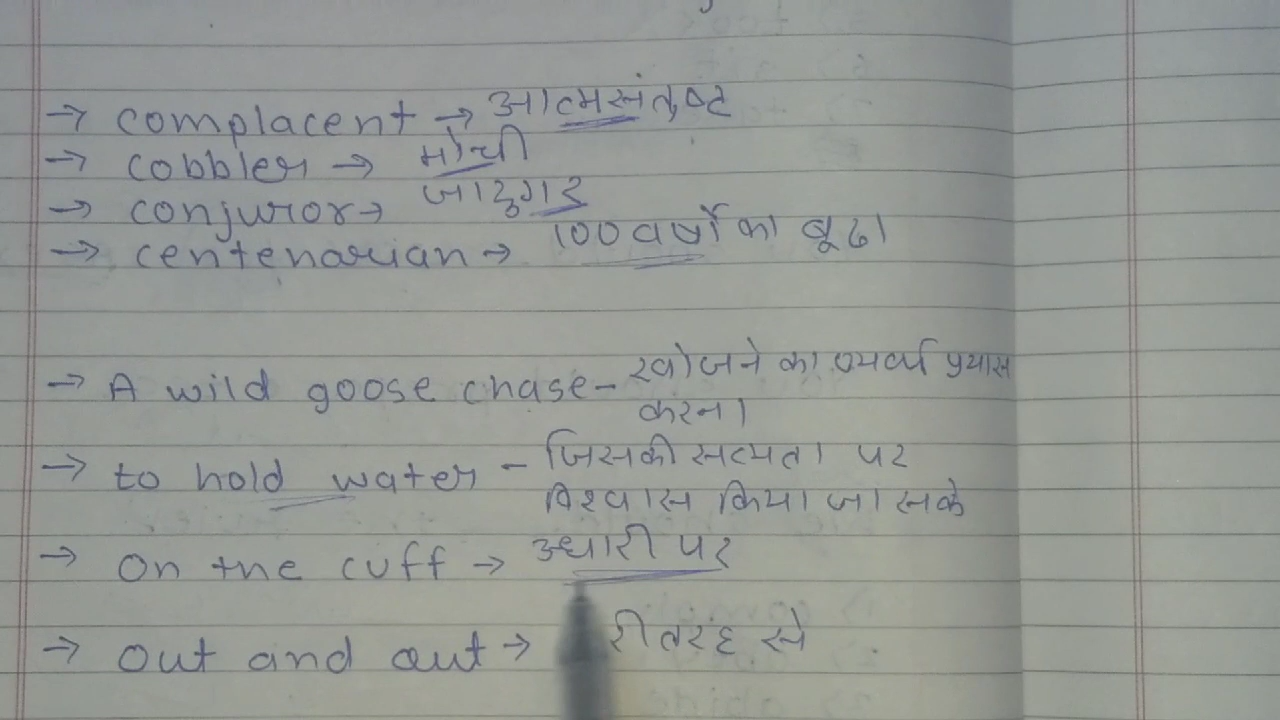 → complacent → आत्मसंतुष्ट
→ cobbler → मोची
→ conjuror → जादुगर
→ centenarian → 100 वर्षों का बूढा
→ A wild goose chase - खोजने का व्यर्थ प्रयास
करना
→ to hold water - जिसकी सत्यता पर
विश्वास किया जा सके
→ On the cuff → उधारी पर
→ out and out → री तरह से